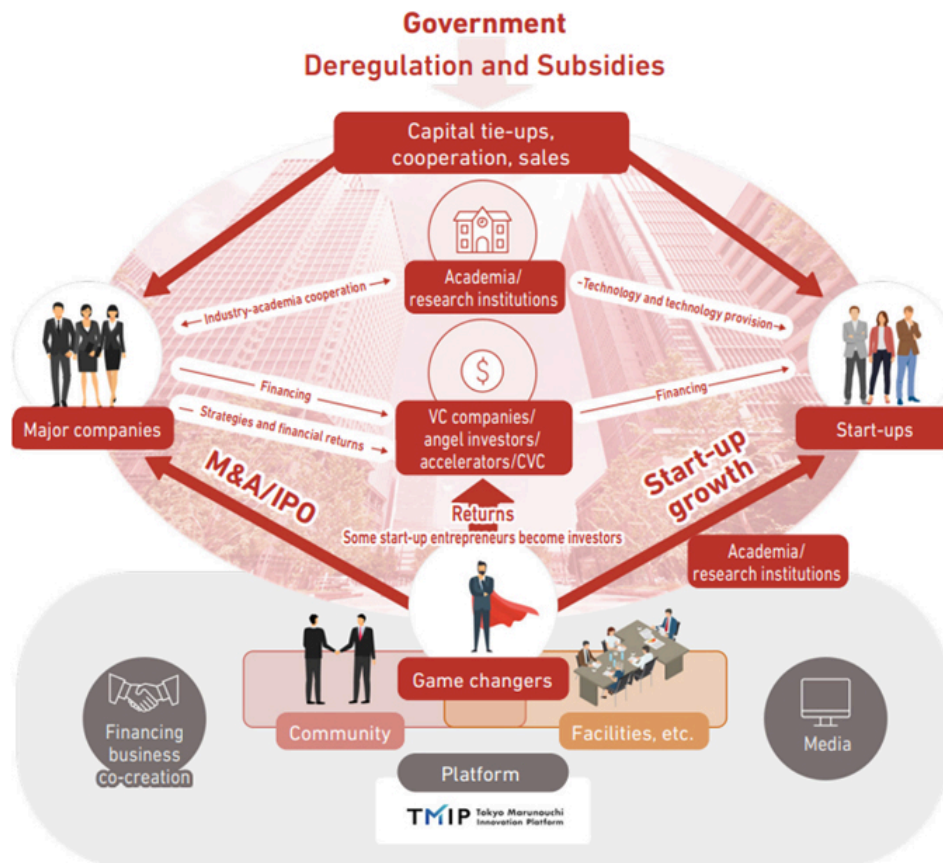 Government
Deregulation and Subsidies
Capital tie-ups,
cooperation, sales
Academia/
research institutions
Industry-academia cooperation
-Technology and technology provision-
Major companies
Financing
Strategies and financial returns
$
VC companies/
angel investors/
accelerators/CVC
Financing
Start-ups
M&A/IPO
Returns
Some start-up entrepreneurs become investors
Start-up
growth
Academia/
research institutions
Game changers
Community
Facilities, etc.
Financing
business
co-creation
Media
Platform
TMIP Tokyo Marunouchi
Innovation Platform